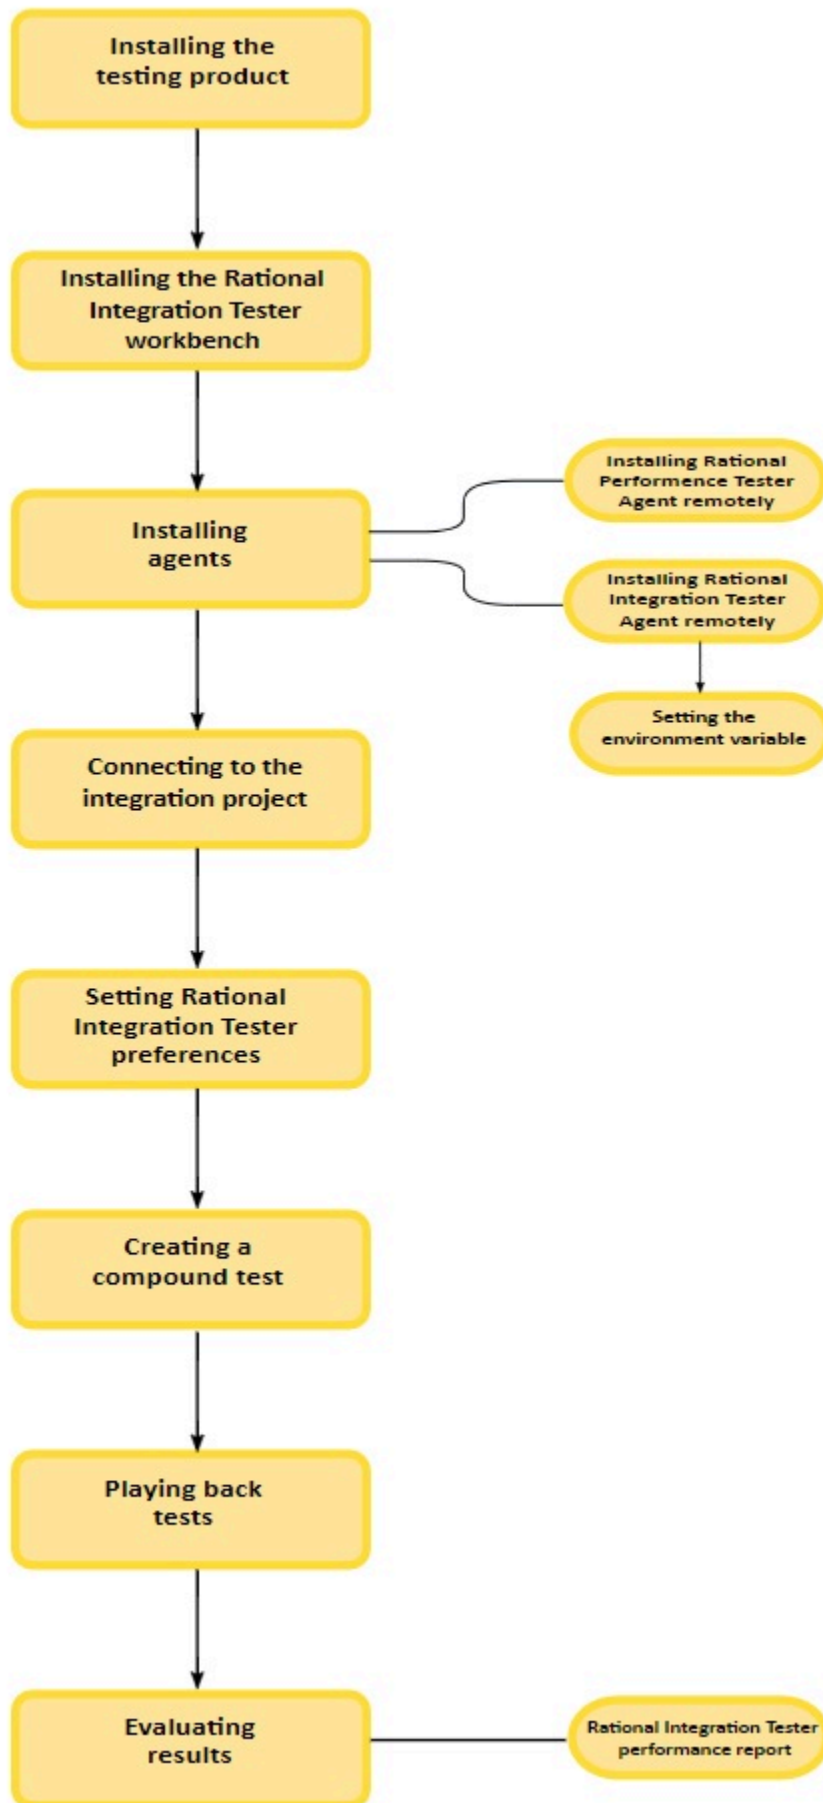 Installing the
testing product
Installing the Rational
Integration Tester
workbench
Installing
agents
Installing Rational
Performence Tester
Agent remotely
Installing Rational
Integration Tester
Agent remotely
Setting the
environment variable
Connecting to the
integration project
Setting Rational
Integration Tester
preferences
Creating a
compound test
Playing back
tests
Evaluating
results
Rational Integration Tester
performance report